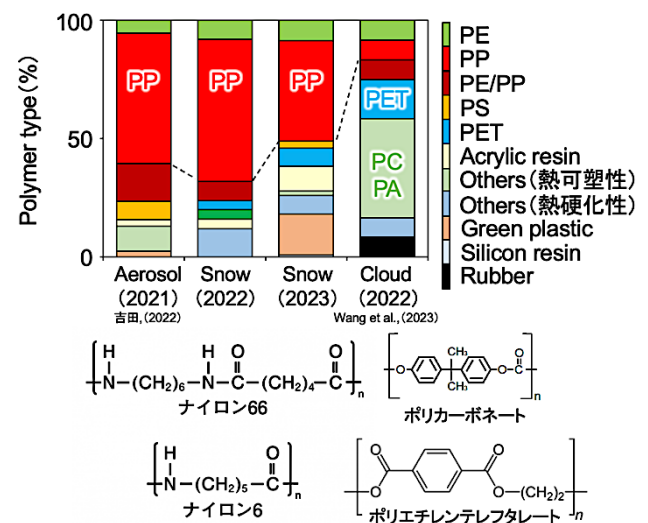 100
50
0
Polymer type(%)
PP
PP
PP
PET
PC
PA
PE
PP
PE/PP
PS
PET
Acrylic resin
Others(熱可塑性)
Others(熱硬化性)
Green plastic
Silicon resin
Rubber
Aerosol Snow Snow Cloud
(2021) (2022) (2023) (2022)
吉田,(2022) Wang et al.,(2023)
H H O O
N—(CH₂)₆—N—C—(CH₂)₄—C n
ナイロン66
CH₃ O
O O—C n
CH₃
ポリカーボネート
H O
N—(CH₂)₅—C n
ナイロン6
O O
O O—(CH₂)₂ n
ポリエチレンテレフタレート